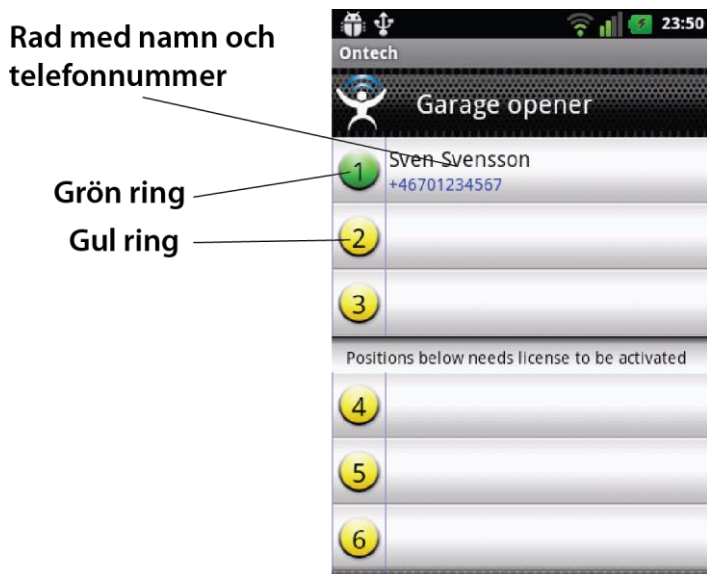 Rad med namn och
telefonnummer
Grön ring
Gul ring
23:50
Ontech
Garage opener
1
Sven Svensson
+46701234567
2
3
Positions below needs license to be activated
4
5
6